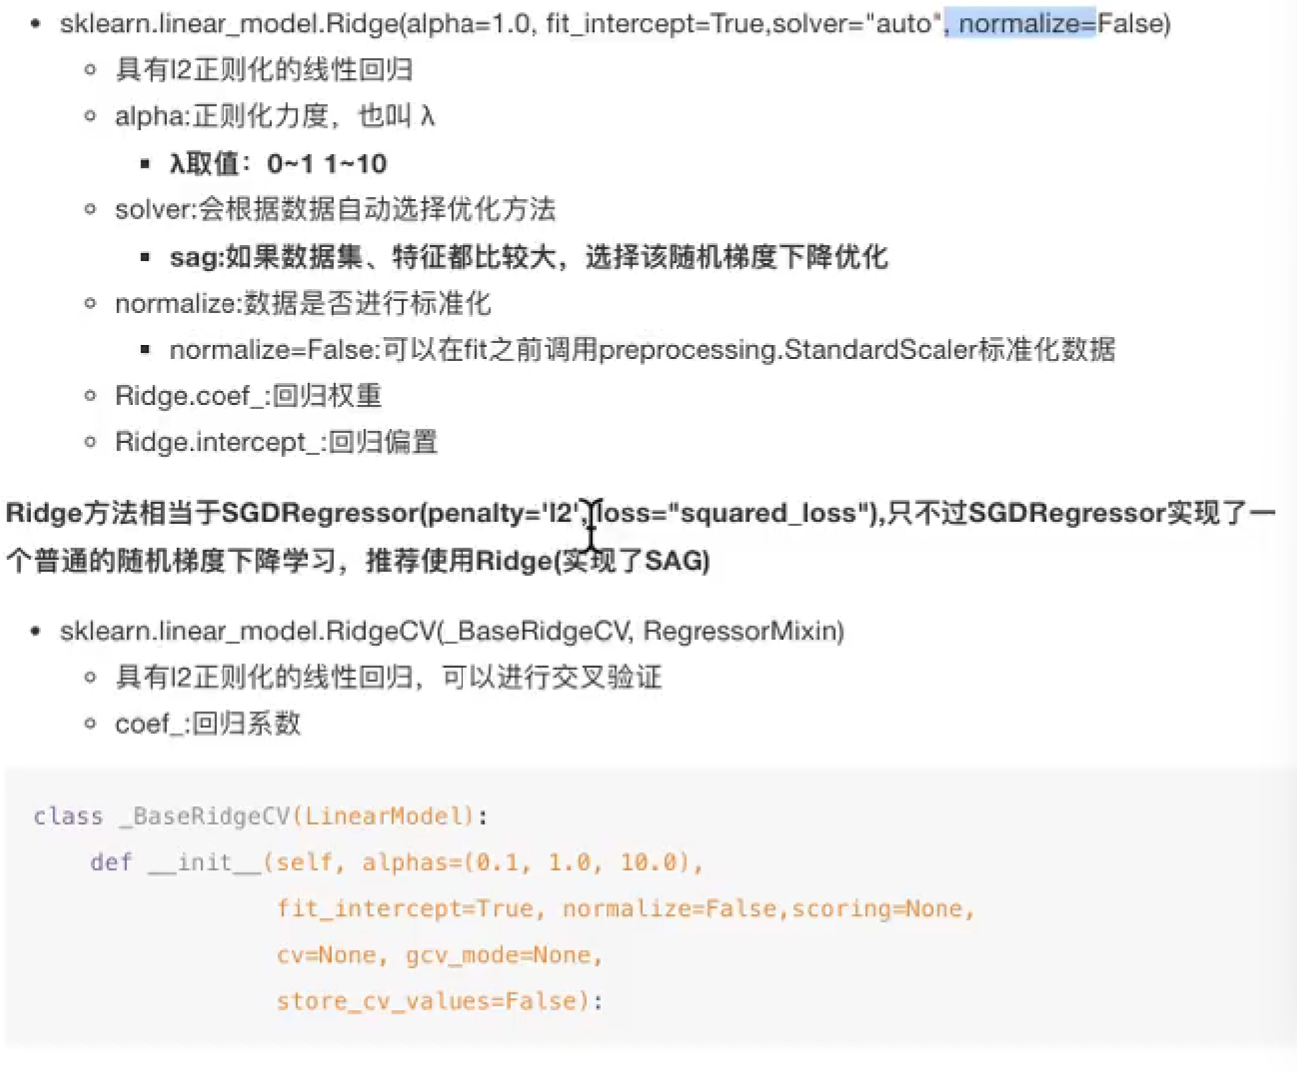 • sklearn.linear_model.Ridge(alpha=1.0, fit_intercept=True,solver="auto", normalize=False)
具有l2正则化的线性回归
alpha:正则化力度，也叫 λ
λ取值：0~1 1~10
solver:会根据数据自动选择优化方法
sag:如果数据集、特征都比较大，选择该随机梯度下降优化
normalize:数据是否进行标准化
normalize=False:可以在fit之前调用preprocessing.StandardScaler标准化数据
Ridge.coef_:回归权重
Ridge.intercept_:回归偏置
Ridge方法相当于SGDRegressor(penalty='l2', loss="squared_loss"),只不过SGDRegressor实现了一
个普通的随机梯度下降学习，推荐使用Ridge(实现了SAG)
• sklearn.linear_model.RidgeCV(_BaseRidgeCV, RegressorMixin)
具有l2正则化的线性回归，可以进行交叉验证
coef_:回归系数
class _BaseRidgeCV(LinearModel):
def __init__(self, alphas=(0.1, 1.0, 10.0),
fit_intercept=True, normalize=False,scoring=None,
cv=None, gcv_mode=None,
store_cv_values=False):